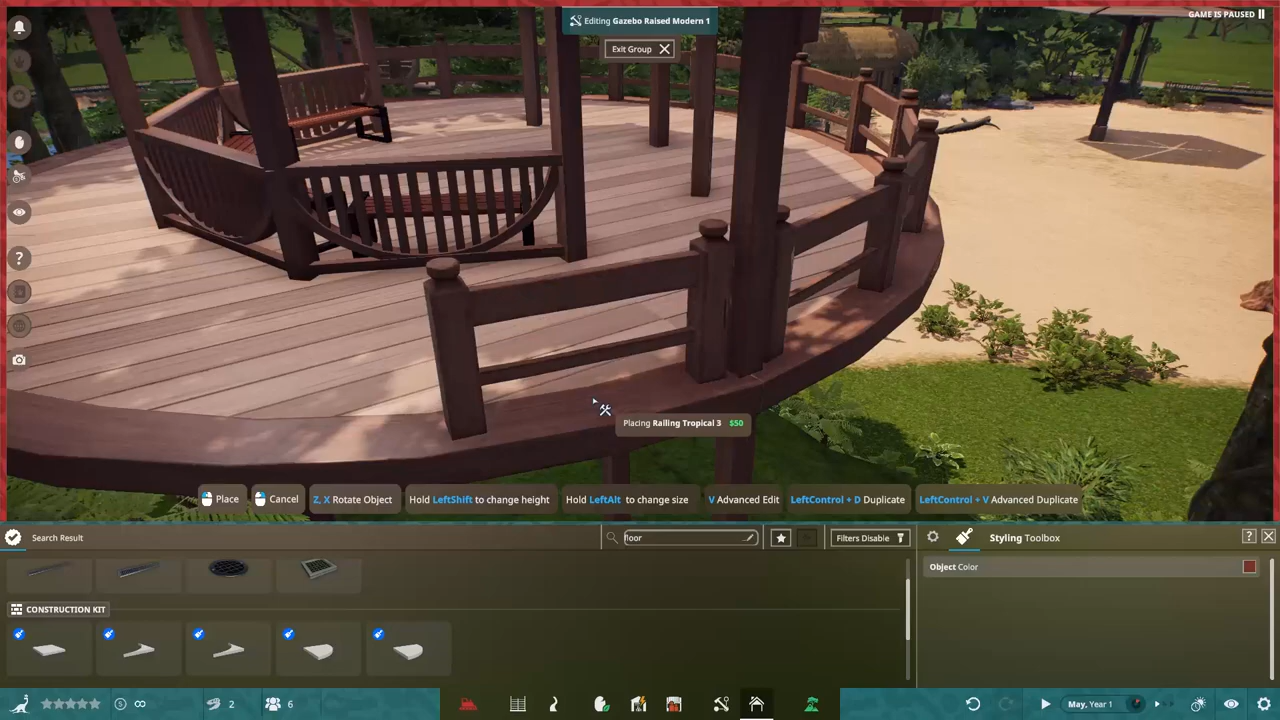 Editing Gazebo Raised Modern 1
GAME IS PAUSED
Exit Group
Placing Railing Tropical 3 $50
Place
Cancel
Z, X Rotate Object
Hold LeftShift to change height
Hold LeftAlt to change size
V Advanced Edit
LeftControl + D Duplicate
LeftControl + V Advanced Duplicate
Search Result
floor
Filters Disable
Styling Toolbox
?
Object Color
CONSTRUCTION KIT
∞
2
6
May, Year 1